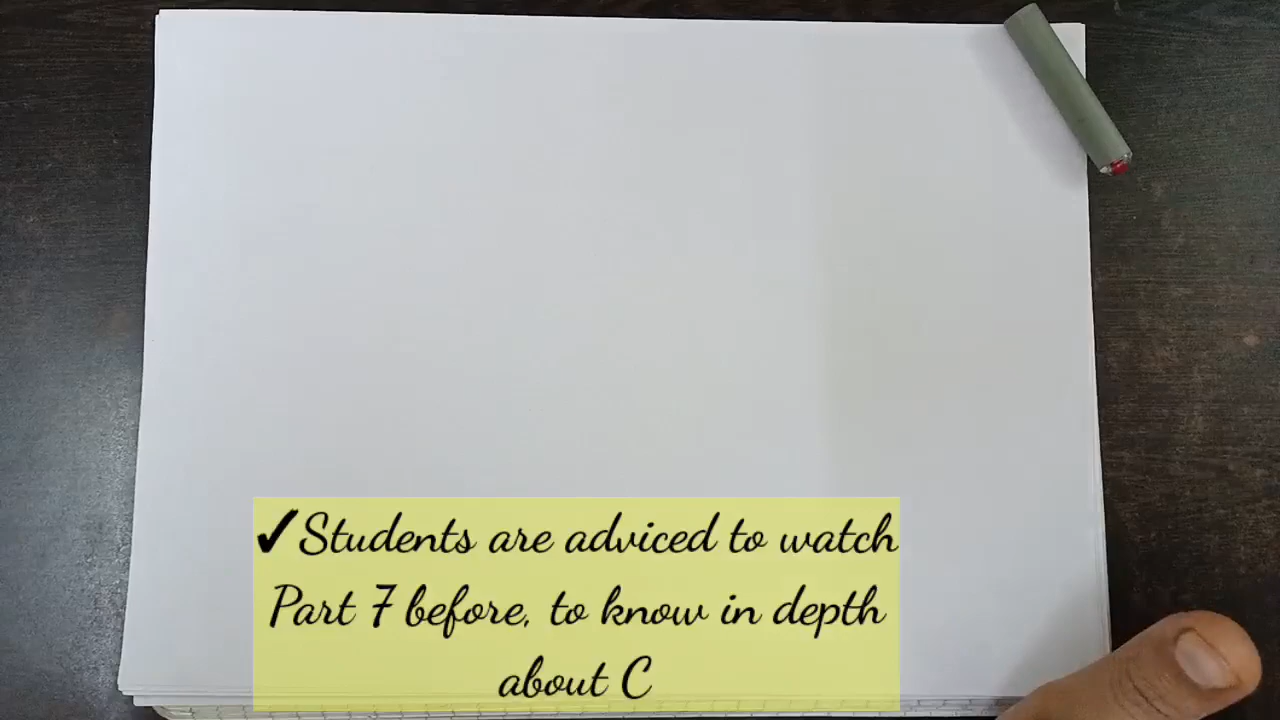 ✓Students are adviced to watch
Part 7 before, to know in depth
about C